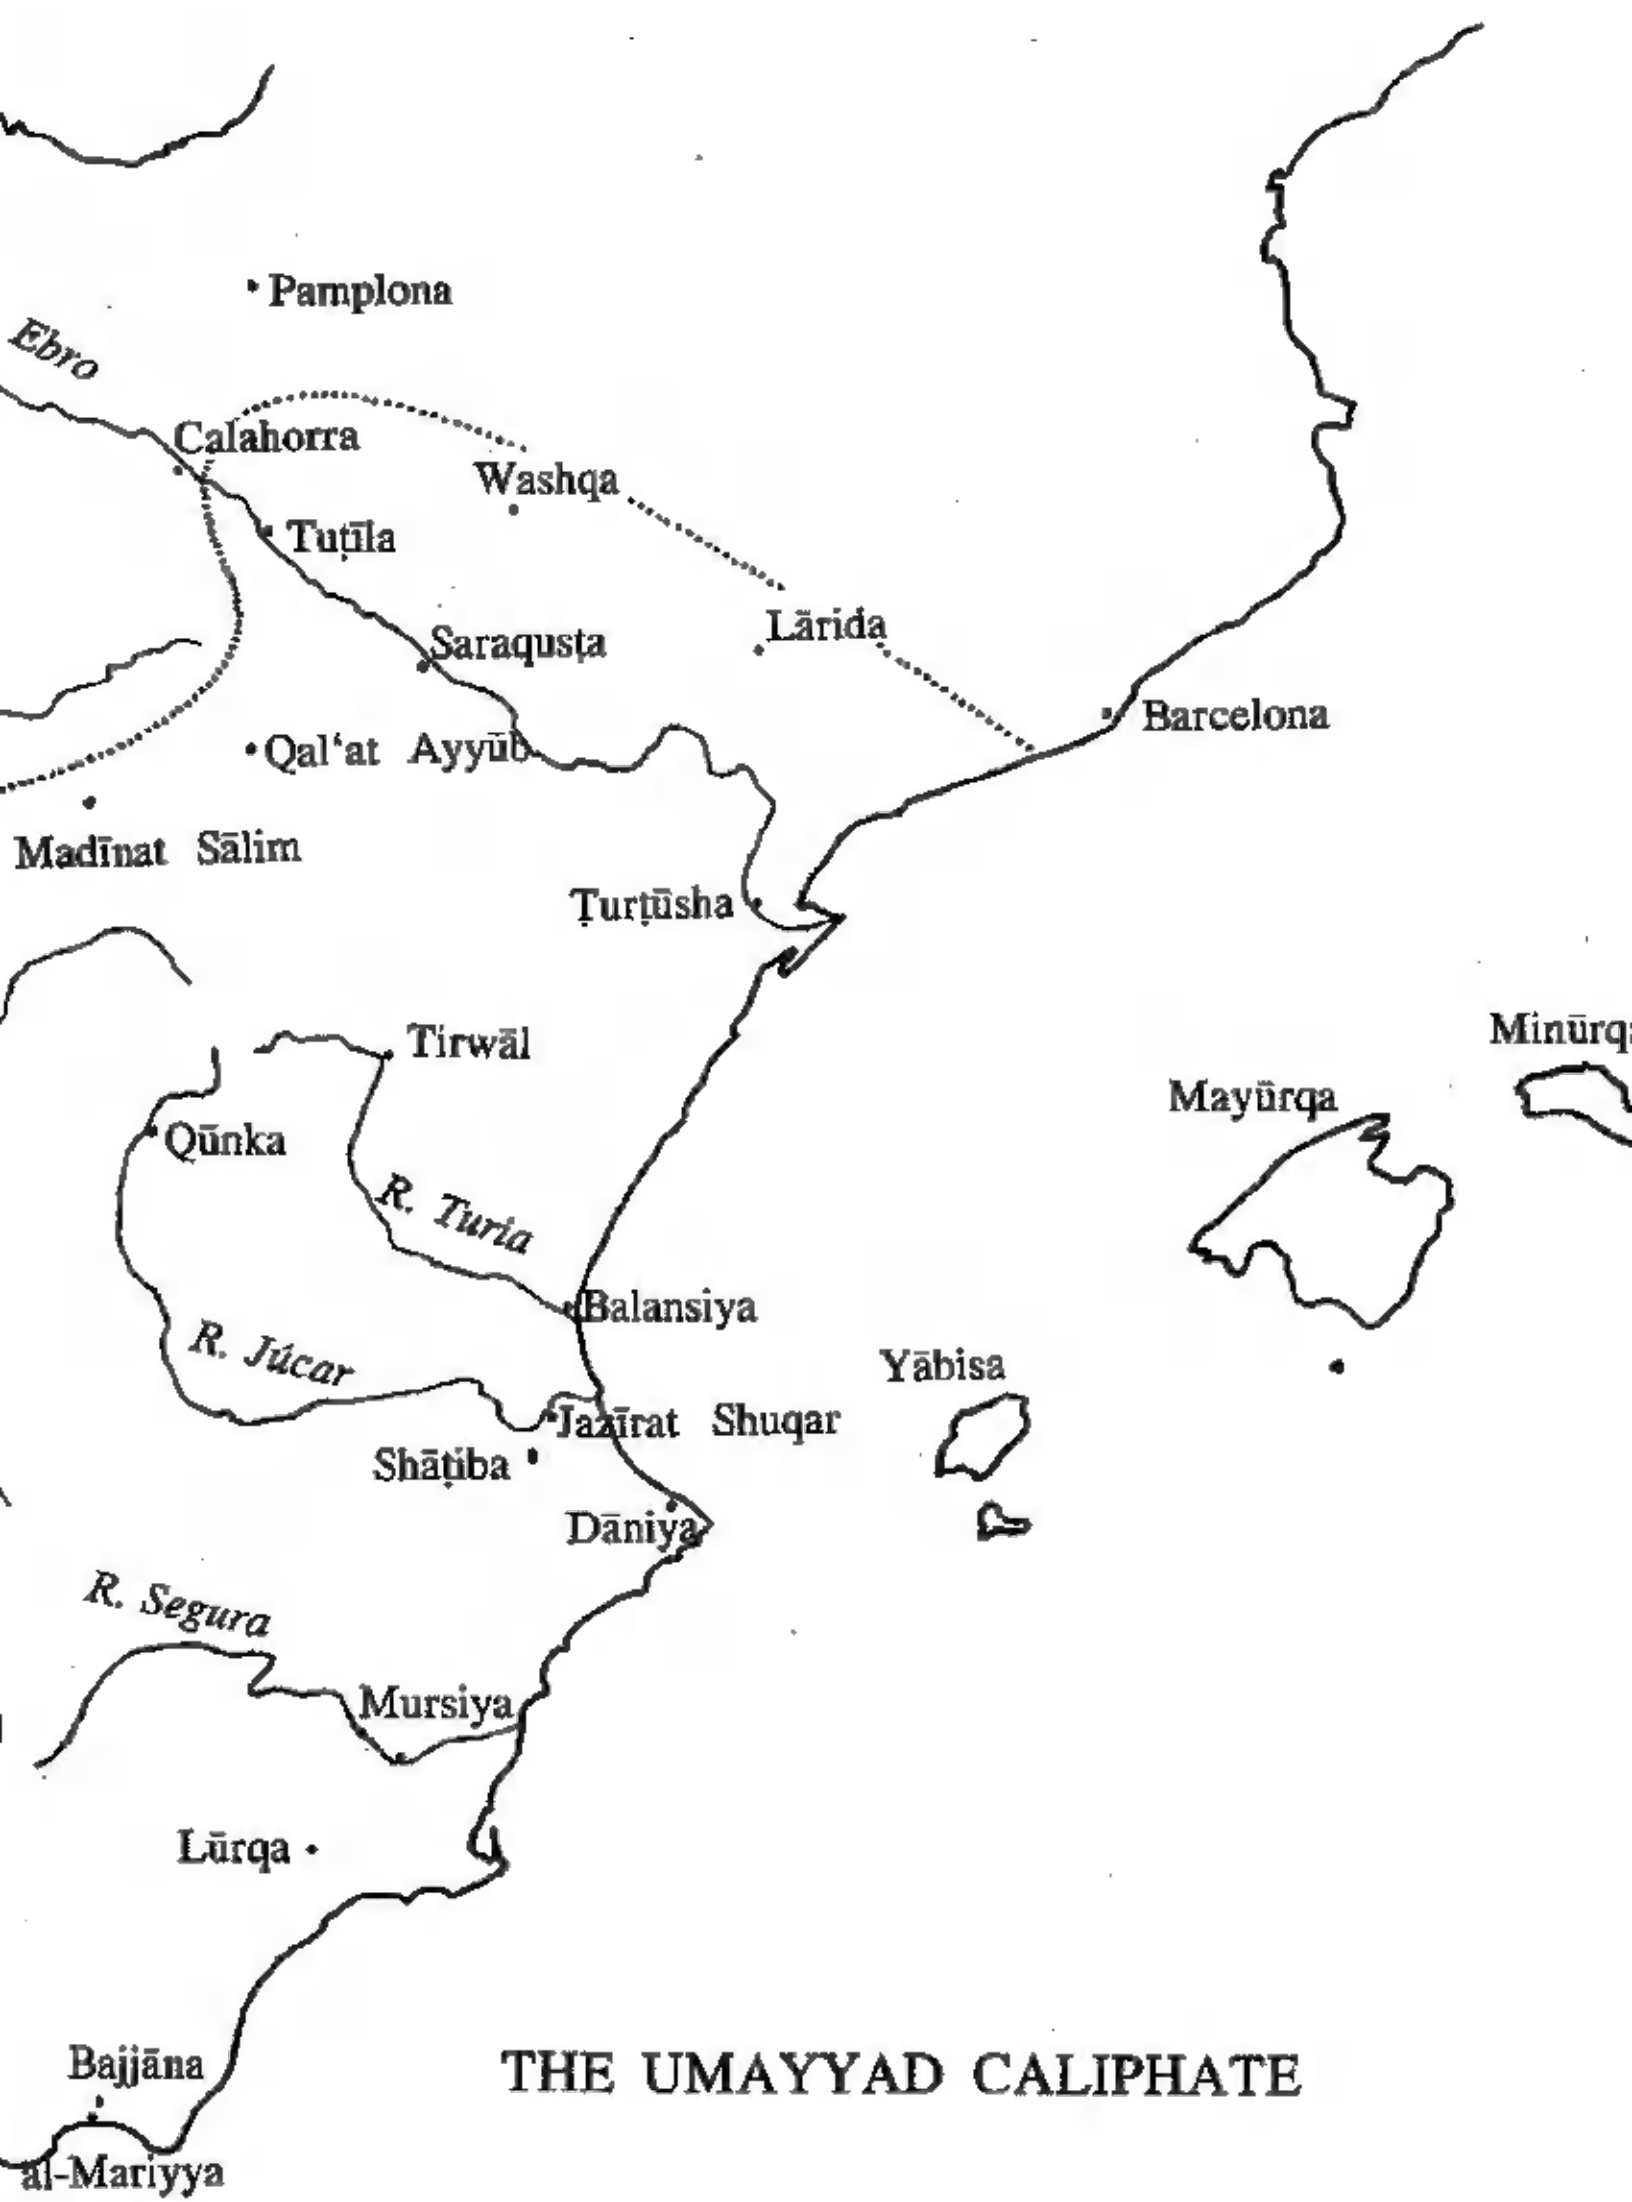 Pamplona
Ebro
Calahorra
Washqa
Tuṭīla
Lārida
Saraqusṭa
Barcelona
Qal‘at Ayyūb
Madīnat Sālim
Ṭurṭūsha
Minūrqa
Tirwāl
Mayūrqa
Qūnka
R. Turia
Balansiya
R. Júcar
Yābisa
Jazīrat Shuqar
Shāṭiba
Dāniya
R. Segura
Mursiya
Lūrqa
Bajjāna
THE UMAYYAD CALIPHATE
al-Mariyya